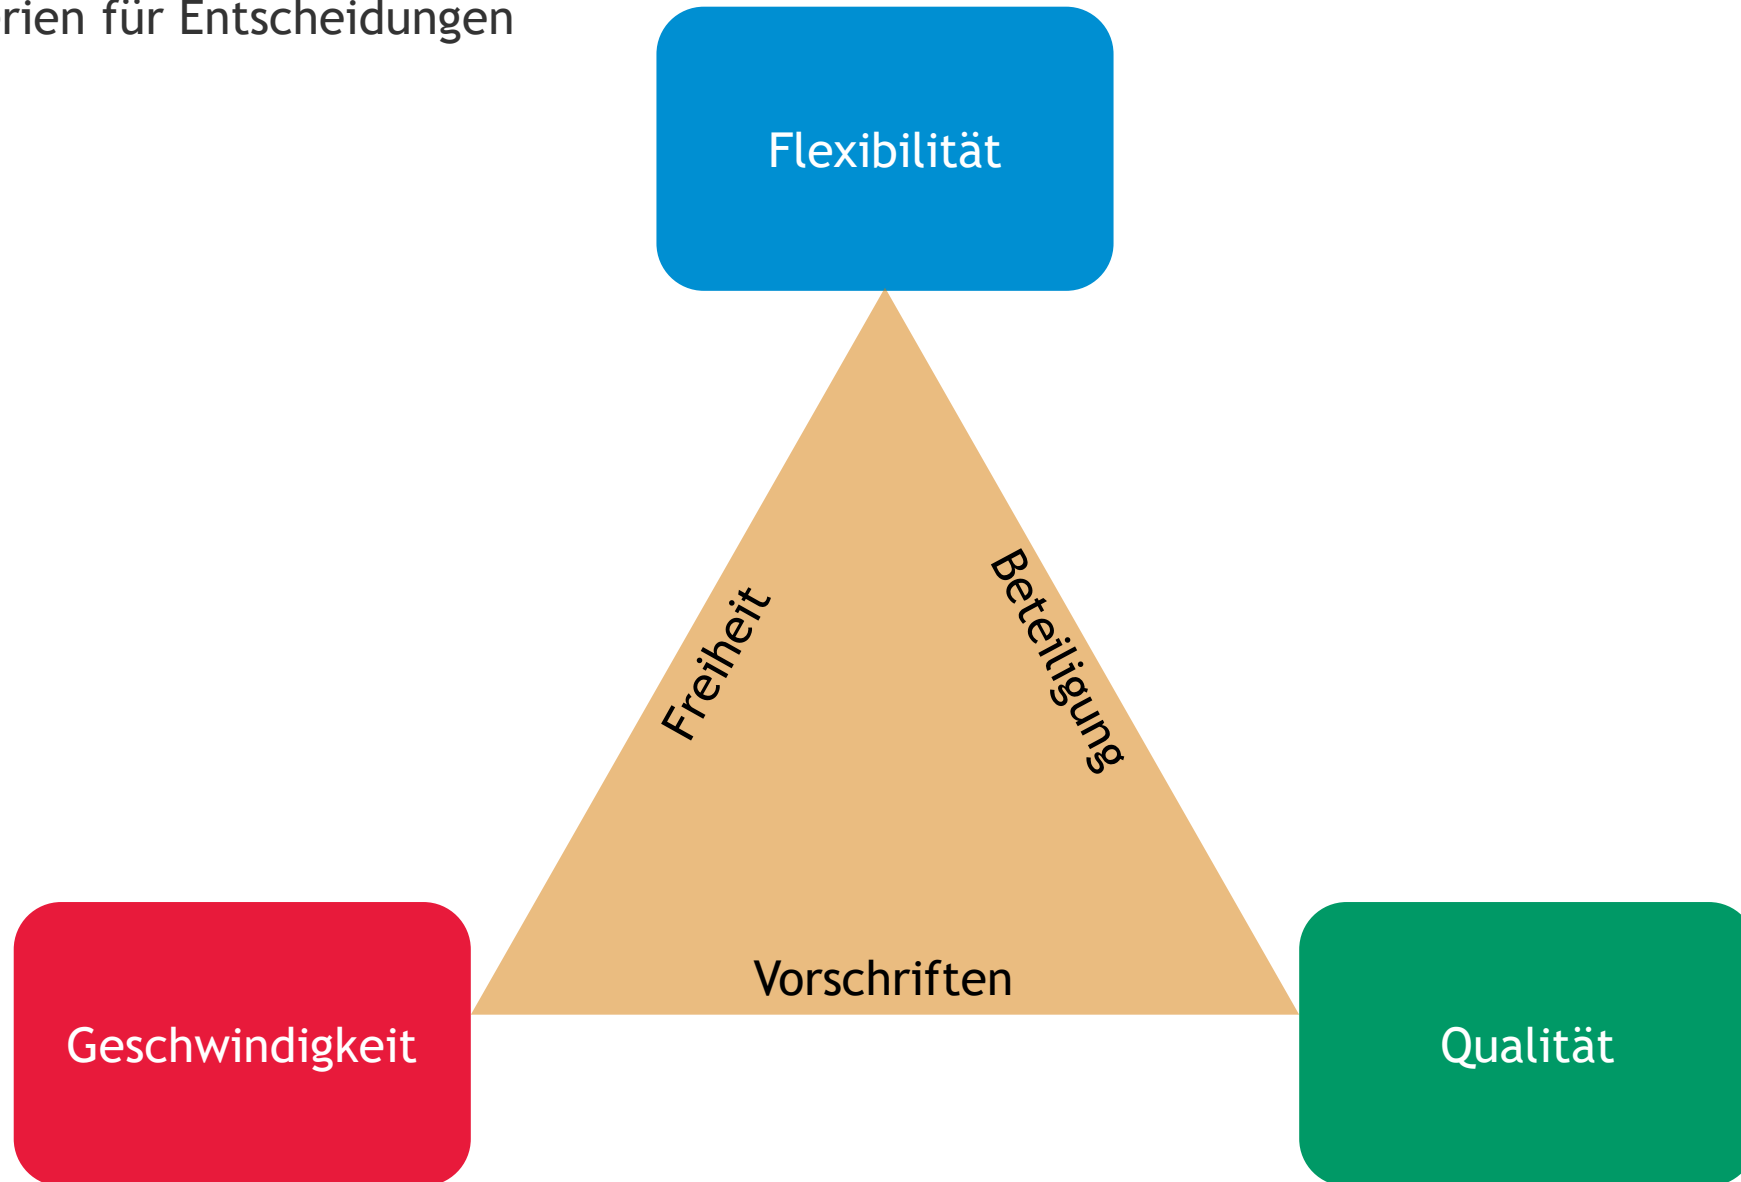 rien für Entscheidungen
Flexibilität
Freiheit
Beteiligung
Vorschriften
Geschwindigkeit
Qualität